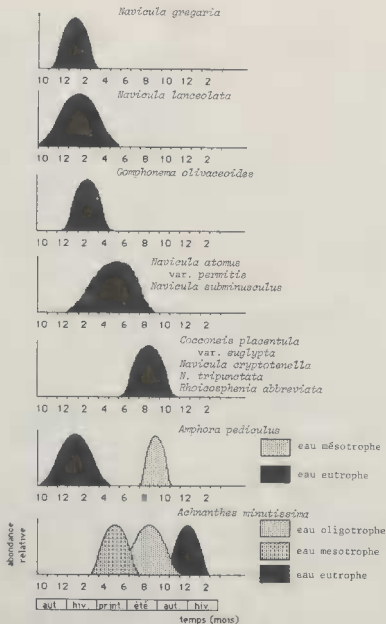 Navicula gregaria
10 12 2 4 6 8 10 12 2
Navicula lanceolata
10 12 2 4 6 8 10 12 2
Gomphonema olivaceoides
10 12 2 4 6 8 10 12 2
Navicula atomus
var. permitis
Navicula subminusculus
10 12 2 4 6 8 10 12 2
Cocconeis placentula
var. euglypta
Navicula cryptotenella
N. tripunctata
Rhoicosphenia abbreviata
10 12 2 4 6 8 10 12 2
Amphora pediculus
eau mésotrophe
eau eutrophe
10 12 2 4 6 8 10 12 2
Achnanthes minutissima
eau oligotrophe
eau mesotrophe
eau eutrophe
abondance
relative
10 12 2 4 6 8 10 12 2
aut hiv. print. été aut. hiv.
temps (mois)